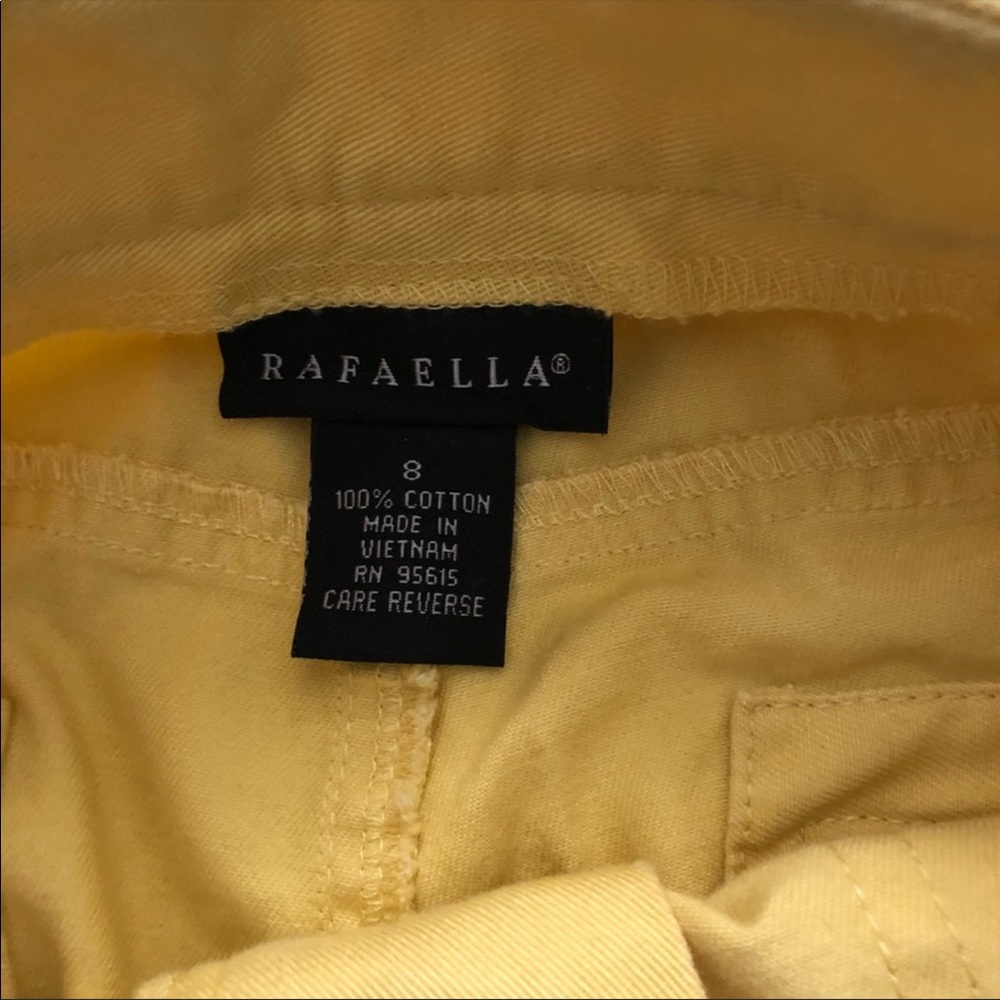 RAFAELLA®
8
100% COTTON
MADE IN
VIETNAM
RN 95615
CARE REVERSE